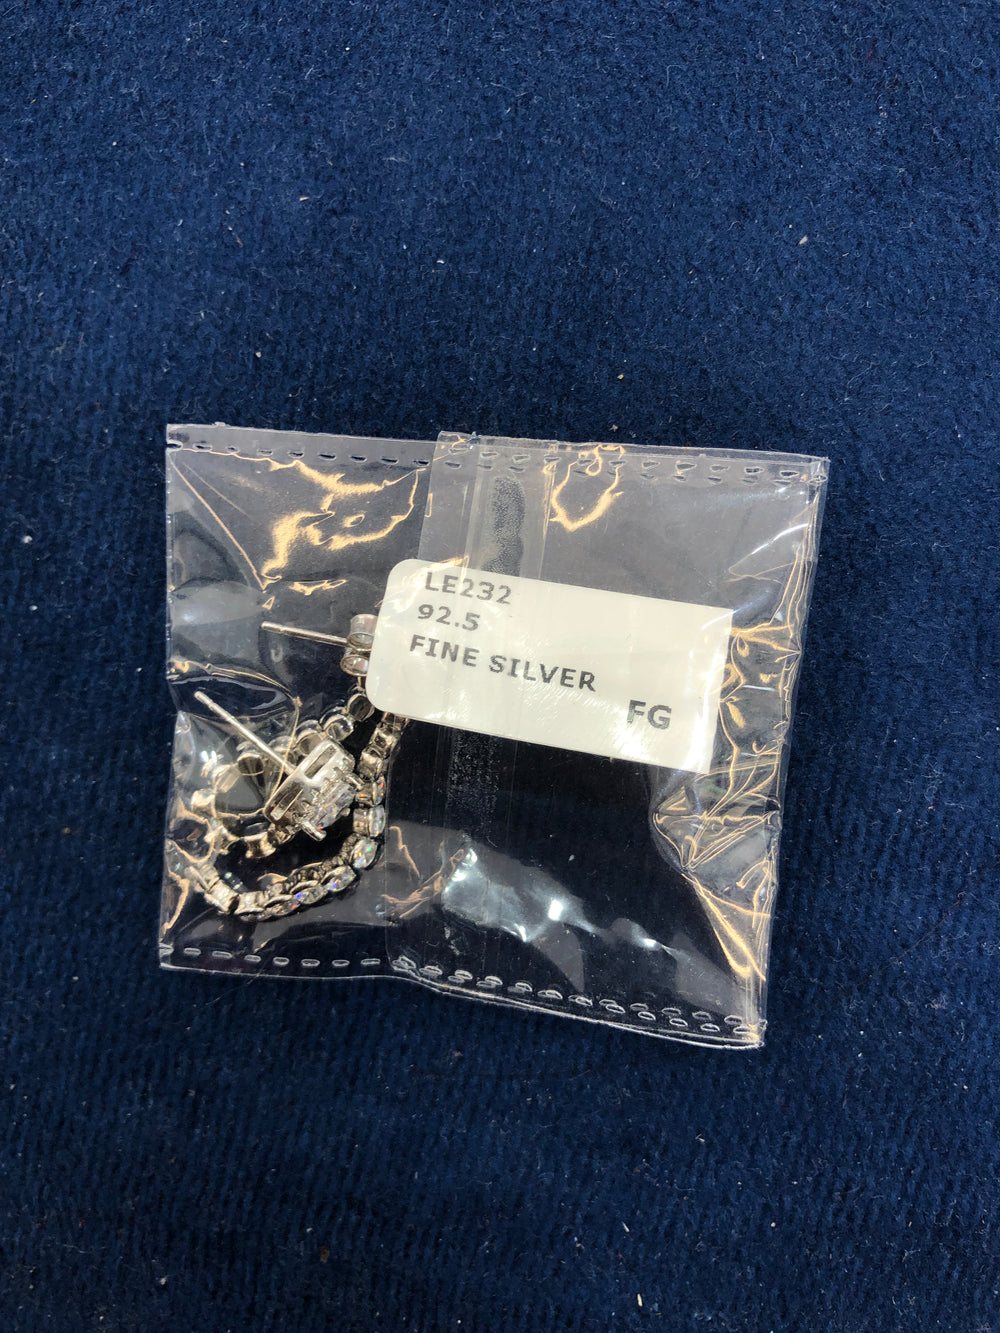 LE232
92.5
FINE SILVER
FG